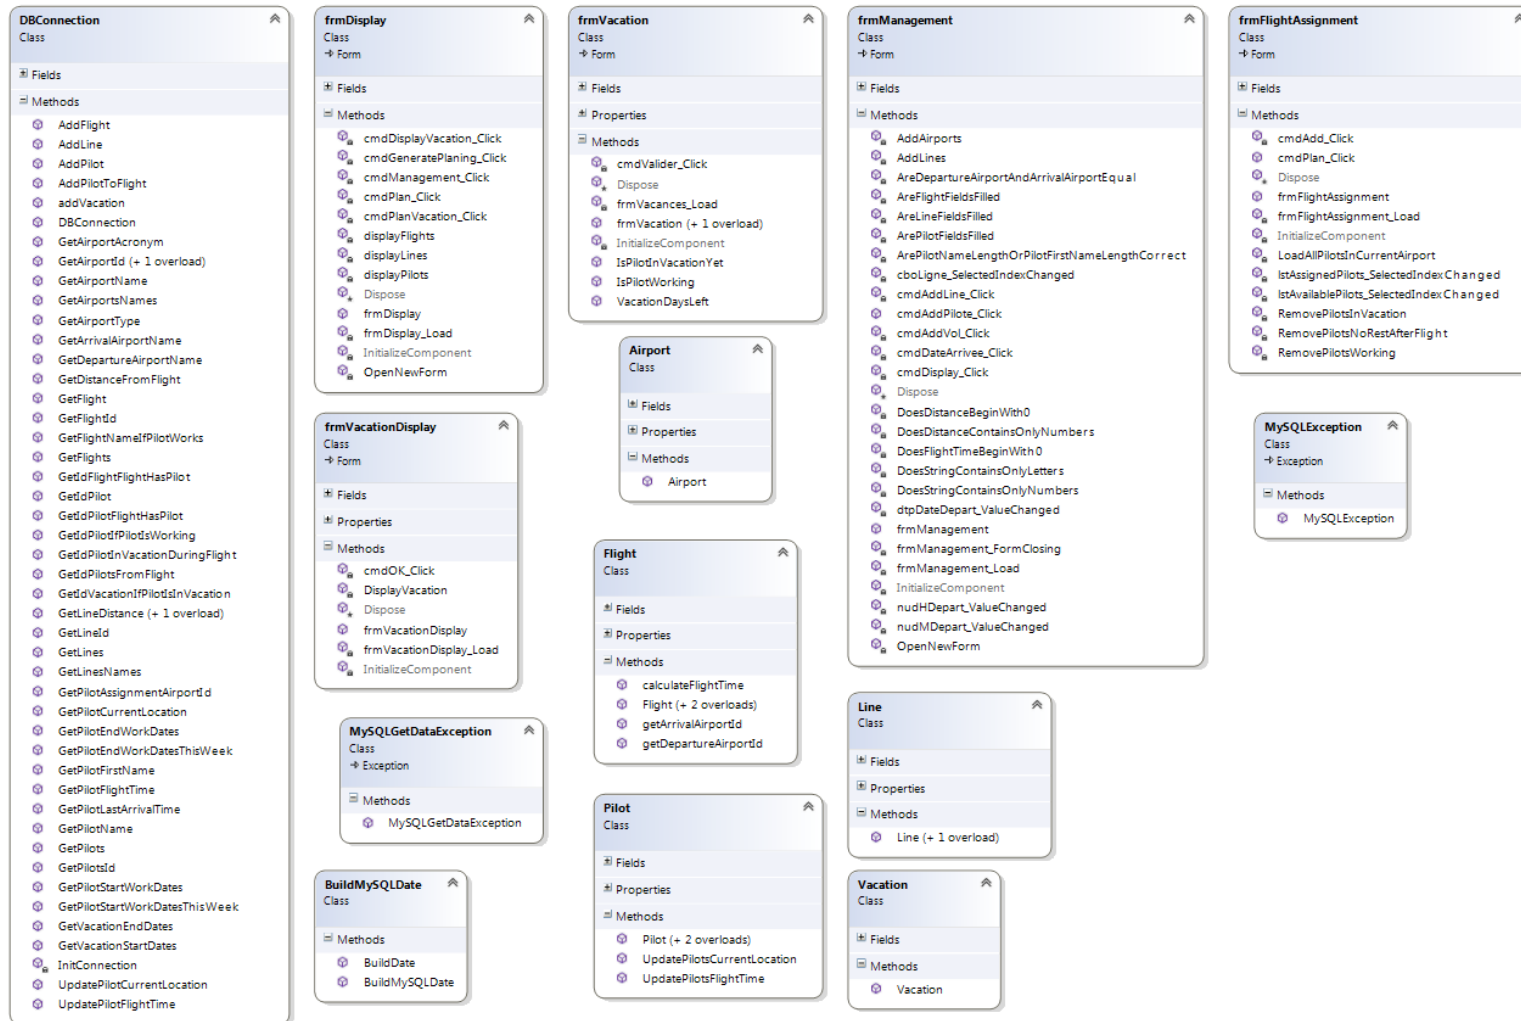 DBConnection
Class
Fields
Methods
AddFlight
AddLine
AddPilot
AddPilotToFlight
addVacation
DBConnection
GetAirportAcronym
GetAirportId (+ 1 overload)
GetAirportName
GetAirportsNames
GetAirportType
GetArrivalAirportName
GetDepartureAirportName
GetDistanceFromFlight
GetFlight
GetFlightId
GetFlightNameIfPilotWorks
GetFlights
GetIdFlightFlightHasPilot
GetIdPilot
GetIdPilotFlightHasPilot
GetIdPilotIfPilotIsWorking
GetIdPilotInVacationDuringFlight
GetIdPilotsFromFlight
GetIdVacationIfPilotIsInVacation
GetLineDistance (+ 1 overload)
GetLineId
GetLines
GetLinesNames
GetPilotAssignmentAirportId
GetPilotCurrentLocation
GetPilotEndWorkDates
GetPilotEndWorkDatesThisWeek
GetPilotFirstName
GetPilotFlightTime
GetPilotLastArrivalTime
GetPilotName
GetPilots
GetPilotsId
GetPilotStartWorkDates
GetPilotStartWorkDatesThisWeek
GetVacationEndDates
GetVacationStartDates
InitConnection
UpdatePilotCurrentLocation
UpdatePilotFlightTime
frmDisplay
Class
Form
Fields
Methods
cmdDisplayVacation_Click
cmdGeneratePlaning_Click
cmdManagement_Click
cmdPlan_Click
cmdPlanVacation_Click
displayFlights
displayLines
displayPilots
Dispose
frmDisplay
frmDisplay_Load
InitializeComponent
OpenNewForm
frmVacationDisplay
Class
Form
Fields
Properties
Methods
cmdOK_Click
DisplayVacation
Dispose
frmVacationDisplay
frmVacationDisplay_Load
InitializeComponent
MySQLGetDataException
Class
Exception
Methods
MySQLGetDataException
BuildMySQLDate
Class
Methods
BuildDate
BuildMySQLDate
frmVacation
Class
Form
Fields
Properties
Methods
cmdValider_Click
Dispose
frmVacances_Load
frmVacation (+ 1 overload)
InitializeComponent
IsPilotInVacationYet
IsPilotWorking
VacationDaysLeft
Airport
Class
Fields
Properties
Methods
Airport
Flight
Class
Fields
Properties
Methods
calculateFlightTime
Flight (+ 2 overloads)
getArrivalAirportId
getDepartureAirportId
Pilot
Class
Fields
Properties
Methods
Pilot (+ 2 overloads)
UpdatePilotsCurrentLocation
UpdatePilotsFlightTime
frmManagement
Class
Form
Fields
Methods
AddAirports
AddLines
AreDepartureAirportAndArrivalAirportEqual
AreFlightFieldsFilled
AreLineFieldsFilled
ArePilotFieldsFilled
ArePilotNameLengthOrPilotFirstNameLengthCorrect
cboLigne_SelectedIndexChanged
cmdAddLine_Click
cmdAddPilote_Click
cmdAddVol_Click
cmdDateArrivee_Click
cmdDisplay_Click
Dispose
DoesDistanceBeginWith0
DoesDistanceContainsOnlyNumbers
DoesFlightTimeBeginWith0
DoesStringContainsOnlyLetters
DoesStringContainsOnlyNumbers
dtpDateDepart_ValueChanged
frmManagement
frmManagement_FormClosing
frmManagement_Load
InitializeComponent
nudHDepart_ValueChanged
nudMDepart_ValueChanged
OpenNewForm
Line
Class
Fields
Properties
Methods
Line (+ 1 overload)
Vacation
Class
Fields
Methods
Vacation
frmFlightAssignment
Class
Form
Fields
Methods
cmdAdd_Click
cmdPlan_Click
Dispose
frmFlightAssignment
frmFlightAssignment_Load
InitializeComponent
LoadAllPilotsInCurrentAirport
lstAssignedPilots_SelectedIndexChanged
lstAvailablePilots_SelectedIndexChanged
RemovePilotsInVacation
RemovePilotsNoRestAfterFlight
RemovePilotsWorking
MySQLException
Class
Exception
Methods
MySQLException